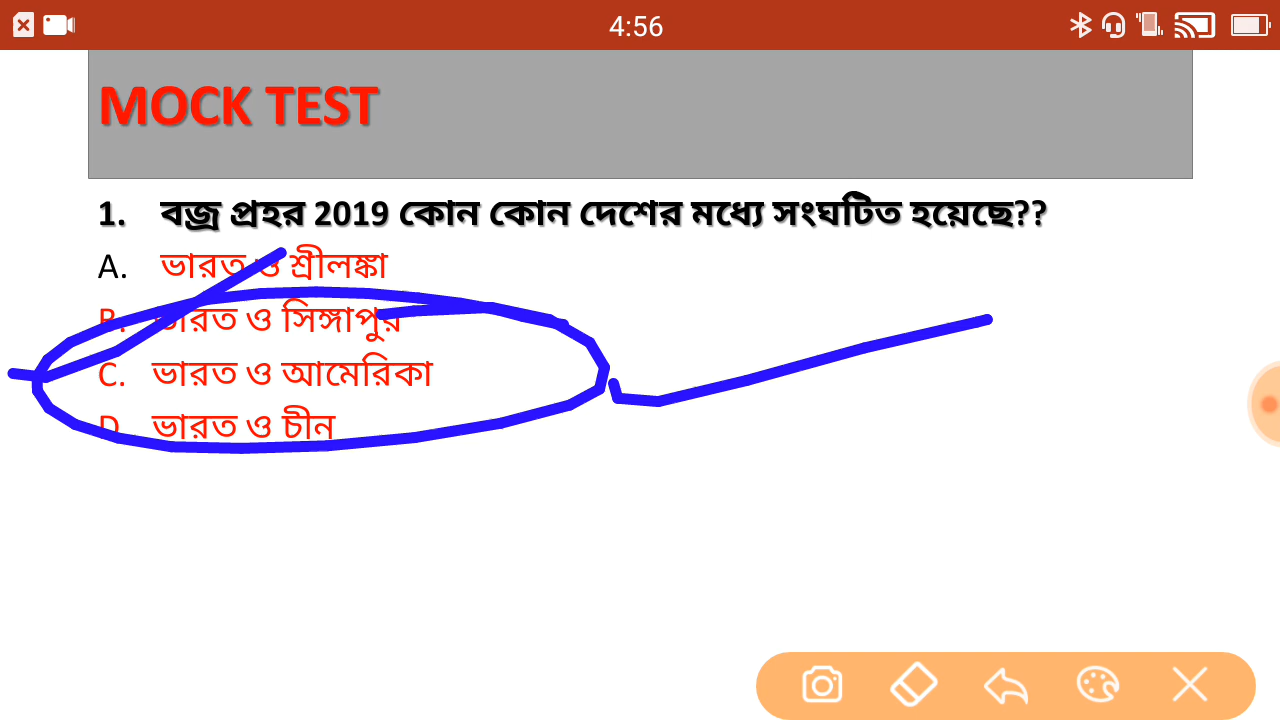 4:56
MOCK TEST
1. বজ্র প্রহর 2019 কোন কোন দেশের মধ্যে সংঘটিত হয়েছে??
A. ভারত ও শ্রীলঙ্কা
B. ভারত ও সিঙ্গাপুর
C. ভারত ও আমেরিকা
D. ভারত ও চীন